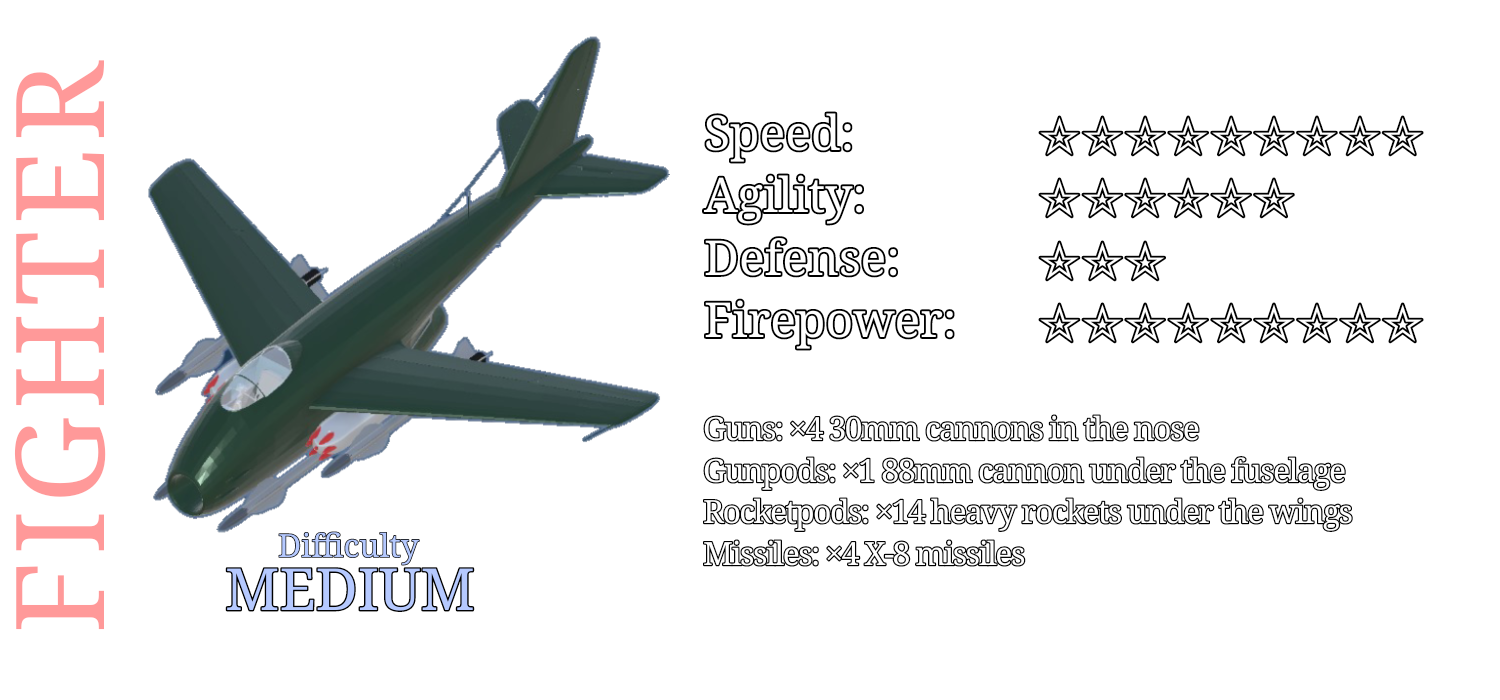 FIGHTER
Difficulty
MEDIUM
Speed: ☆☆☆☆☆☆☆☆☆
Agility: ☆☆☆☆☆☆
Defense: ☆☆☆
Firepower: ☆☆☆☆☆☆☆☆☆
Guns: ×4 30mm cannons in the nose
Gunpods: ×1 88mm cannon under the fuselage
Rocketpods: ×14 heavy rockets under the wings
Missiles: ×4 X-8 missiles